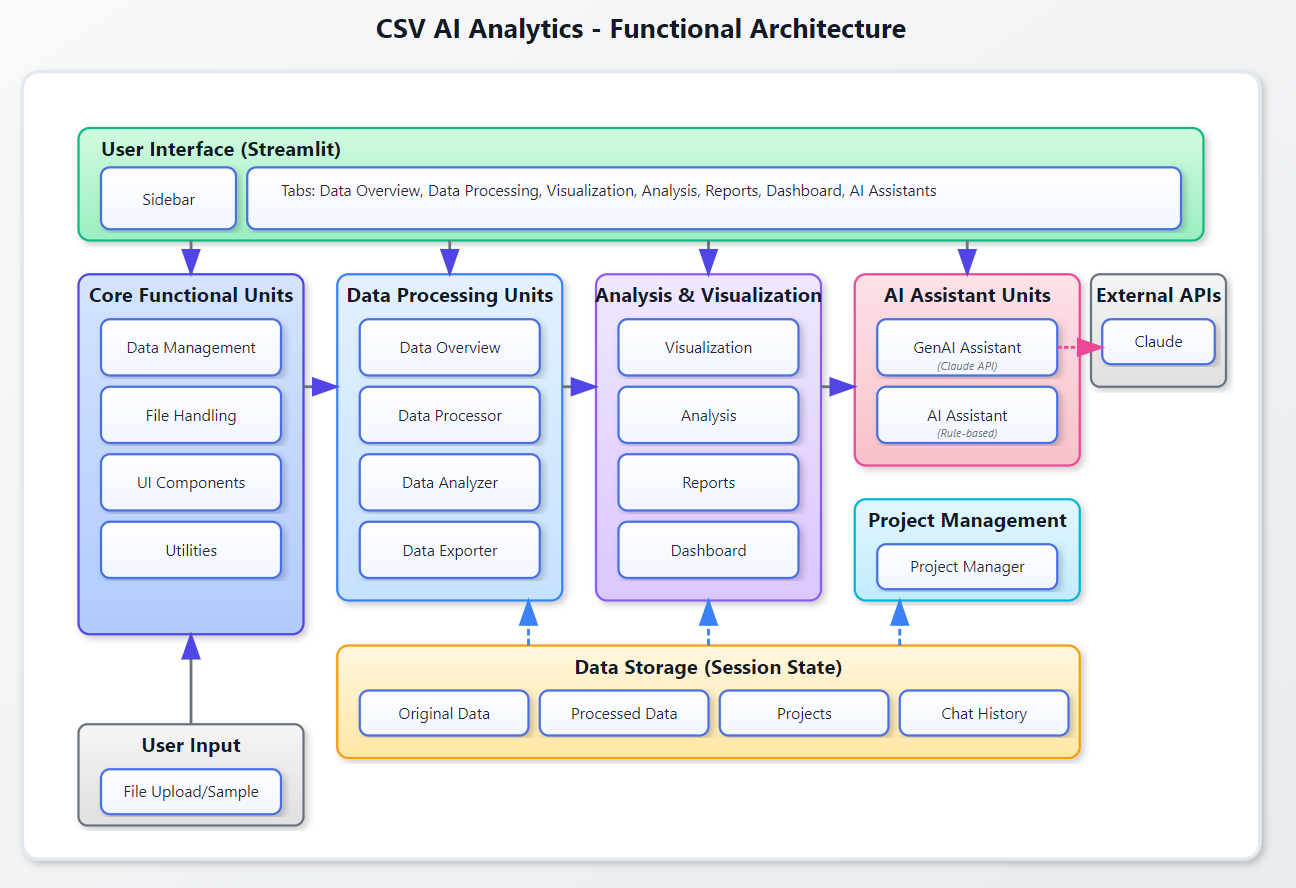 CSV AI Analytics - Functional Architecture
User Interface (Streamlit)
Sidebar
Tabs: Data Overview, Data Processing, Visualization, Analysis, Reports, Dashboard, AI Assistants
Core Functional Units
Data Management
File Handling
UI Components
Utilities
Data Processing Units
Data Overview
Data Processor
Data Analyzer
Data Exporter
Analysis & Visualization
Visualization
Analysis
Reports
Dashboard
AI Assistant Units
GenAI Assistant
(Claude API)
AI Assistant
(Rule-based)
External APIs
Claude
Project Management
Project Manager
Data Storage (Session State)
Original Data
Processed Data
Projects
Chat History
User Input
File Upload/Sample